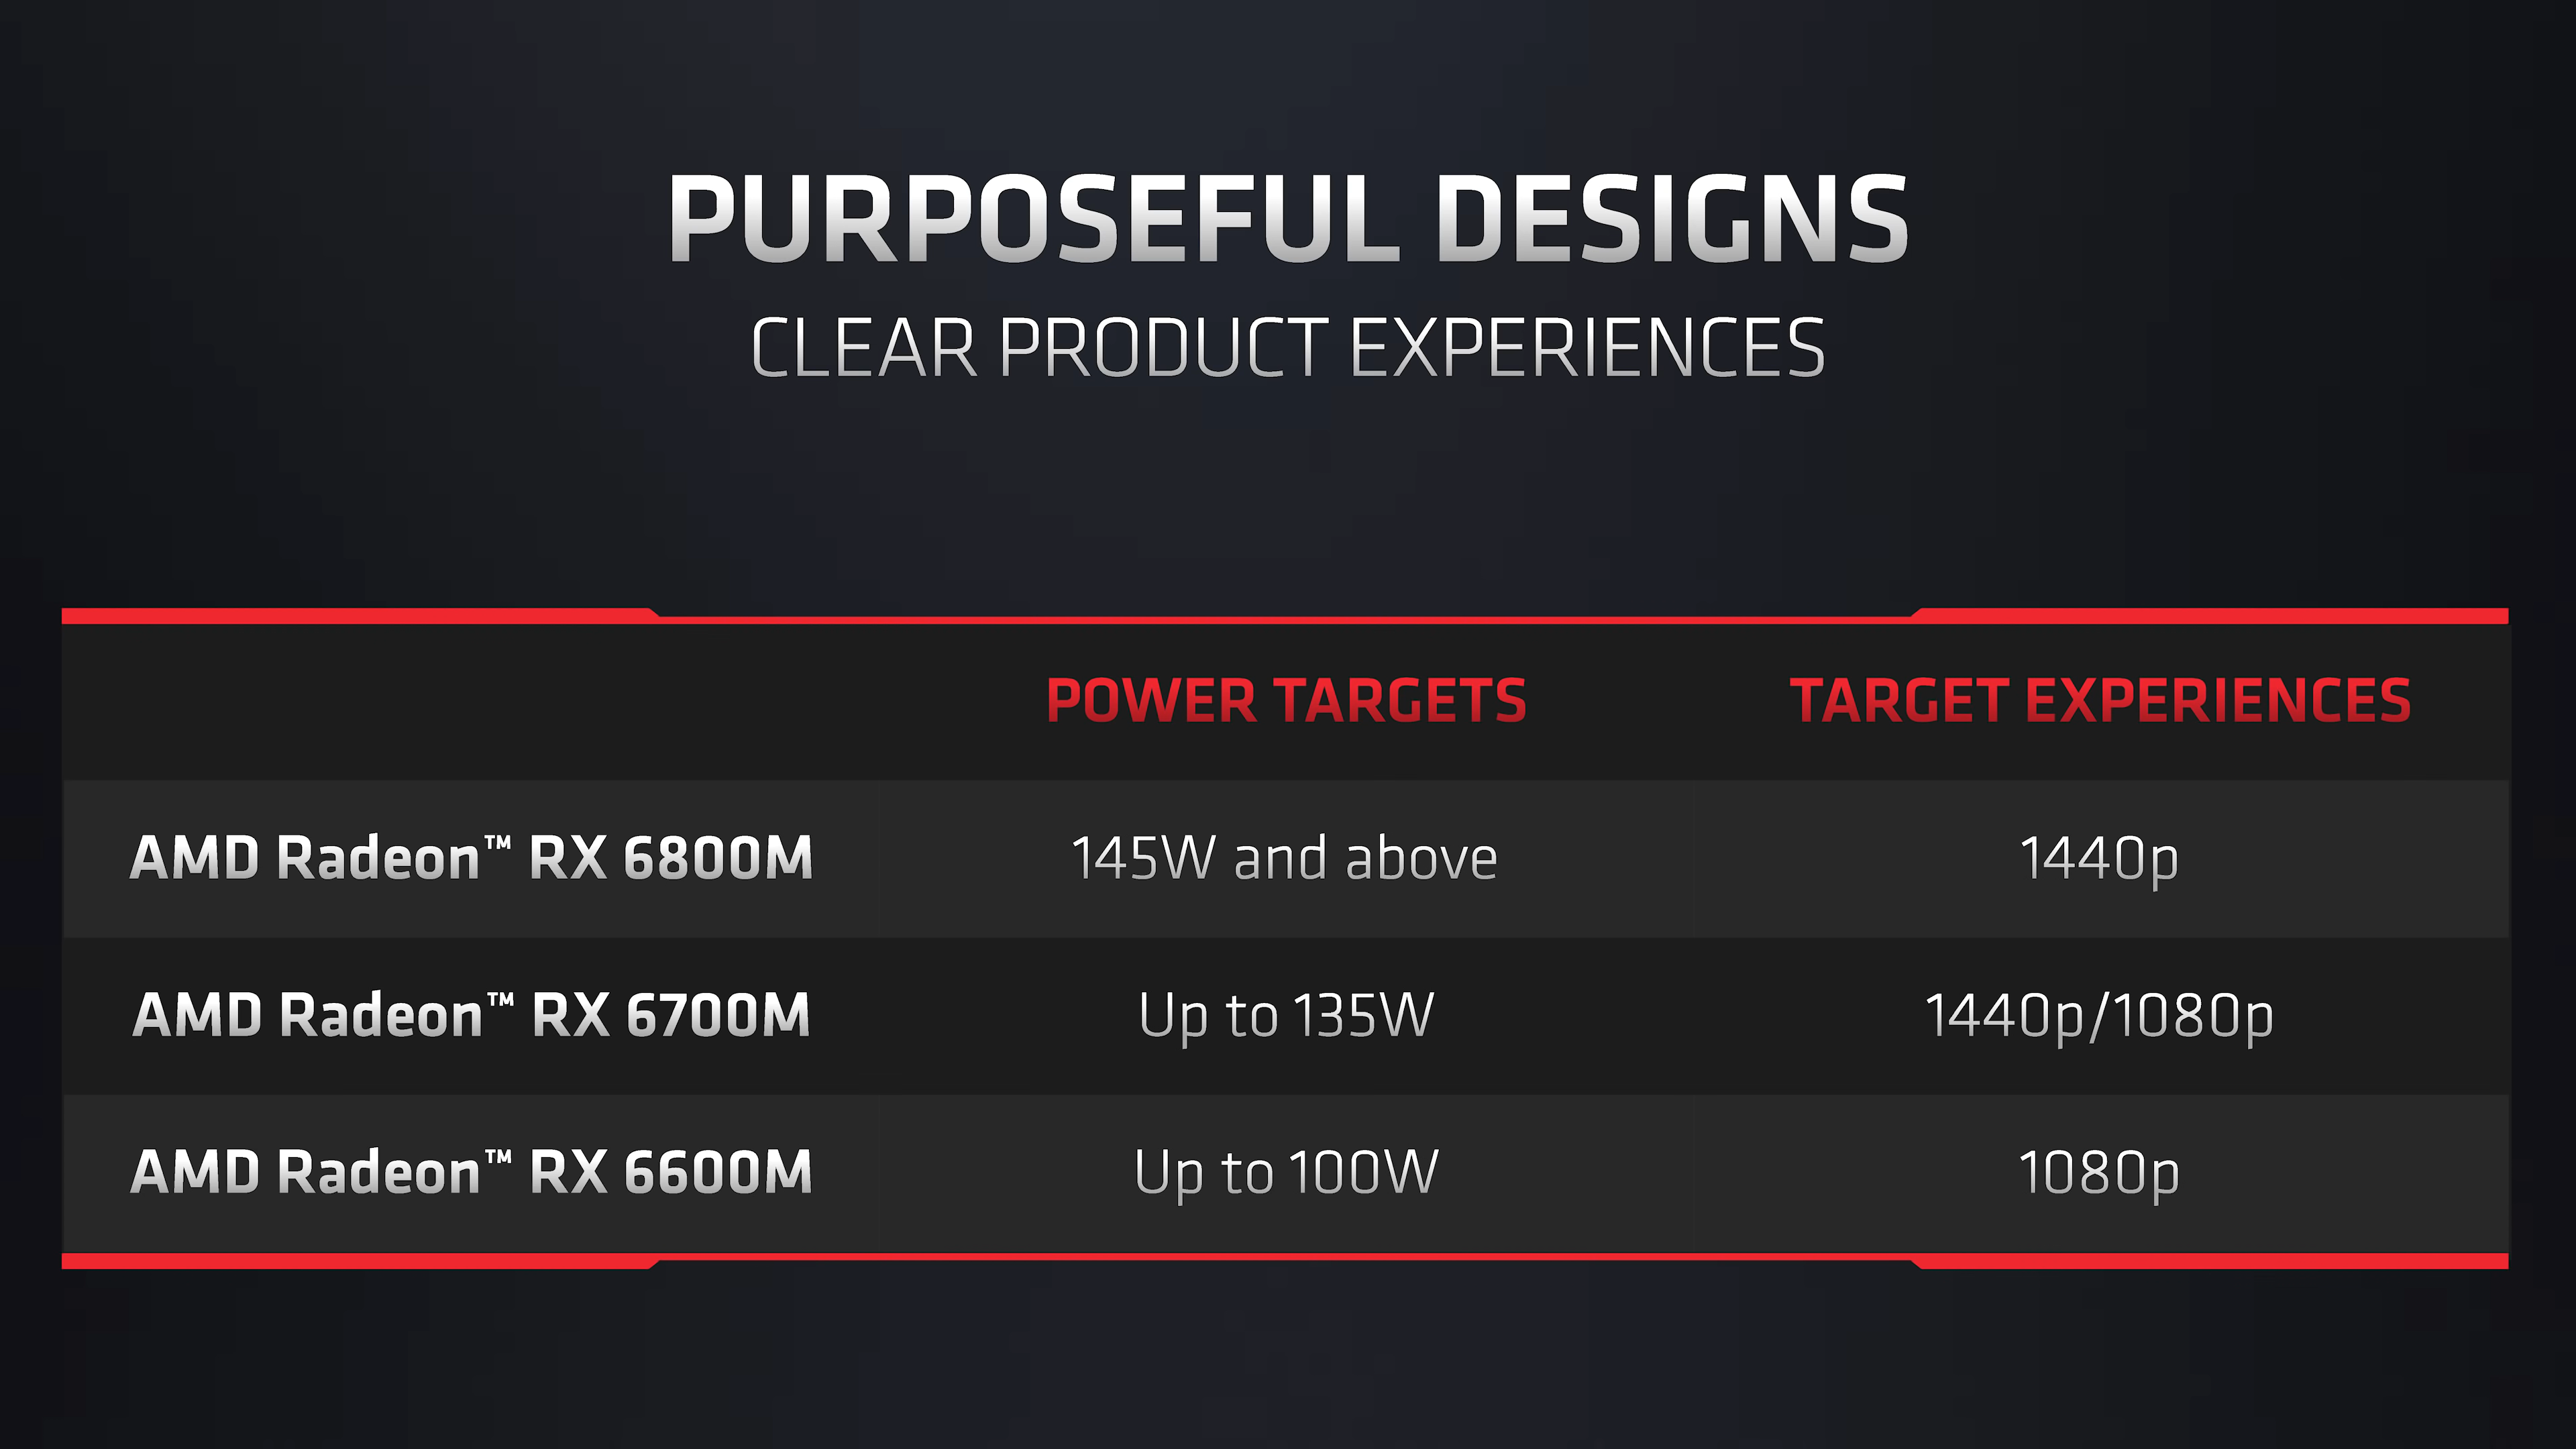 PURPOSEFUL DESIGNS
CLEAR PRODUCT EXPERIENCES
POWER TARGETS TARGET EXPERIENCES
AMD Radeon™ RX 6800M 145W and above 1440p
AMD Radeon™ RX 6700M Up to 135W 1440p/1080p
AMD Radeon™ RX 6600M Up to 100W 1080p